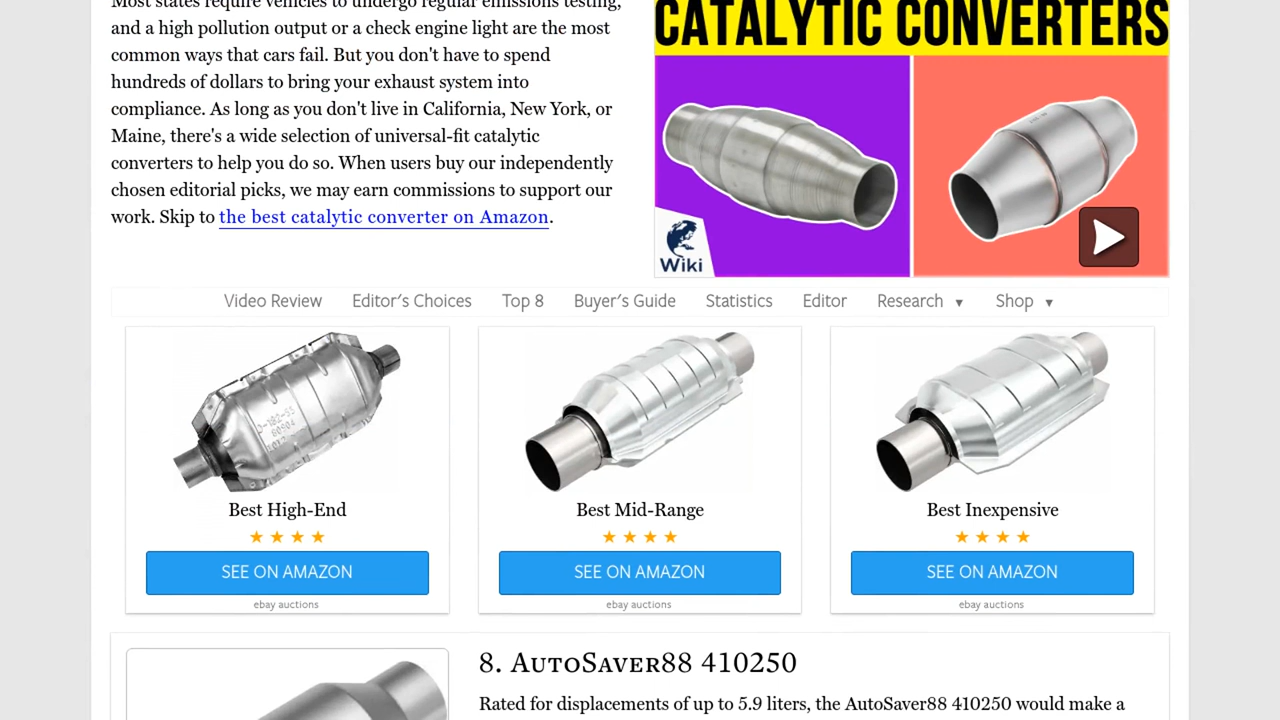 Most states require vehicles to undergo regular emissions testing,
and a high pollution output or a check engine light are the most
common ways that cars fail. But you don't have to spend
hundreds of dollars to bring your exhaust system into
compliance. As long as you don't live in California, New York, or
Maine, there's a wide selection of universal-fit catalytic
converters to help you do so. When users buy our independently
chosen editorial picks, we may earn commissions to support our
work. Skip to the best catalytic converter on Amazon.
CATALYTIC CONVERTERS
Wiki
Video Review Editor's Choices Top 8 Buyer's Guide Statistics Editor Research ▼ Shop ▼
Best High-End
SEE ON AMAZON
ebay auctions
Best Mid-Range
SEE ON AMAZON
ebay auctions
Best Inexpensive
SEE ON AMAZON
ebay auctions
8. AutoSaver88 410250
Rated for displacements of up to 5.9 liters, the AutoSaver88 410250 would make a